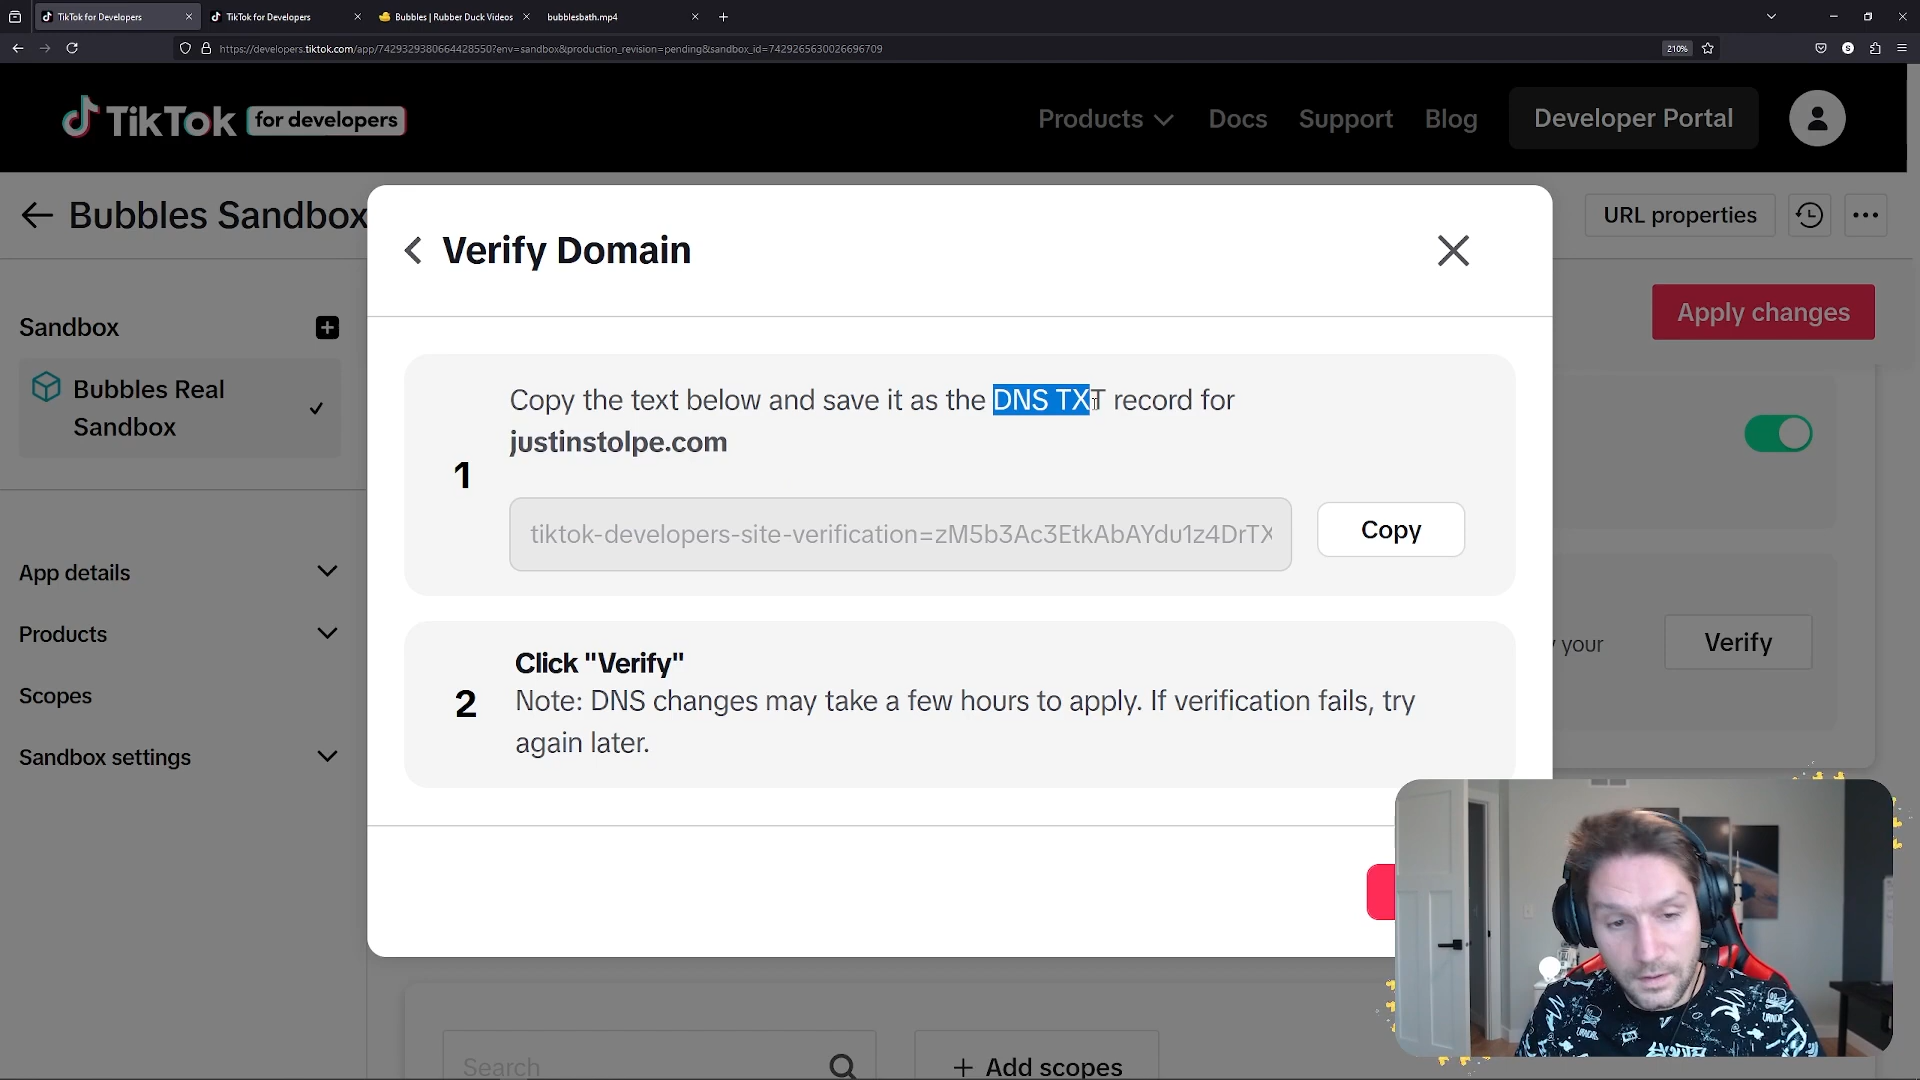 TikTok for Developers
TikTok for Developers
Bubbles | Rubber Duck Videos
bubblesbath.mp4
https://developers.tiktok.com/app/7429329380664428550?env=sandbox&production_revision=pending&sandbox_id=7429265630026696709
210%
TikTok for developers
Products
Docs
Support
Blog
Developer Portal
Bubbles Sandbox
URL properties
Sandbox
Apply changes
Bubbles Real
Sandbox
App details
Products
Scopes
Sandbox settings
Verify Domain
Copy the text below and save it as the DNS TXT record for
justinstolpe.com
1
tiktok-developers-site-verification=zM5b3Ac3EtkAbAYdu1z4DrTX
Copy
2
Click "Verify"
Note: DNS changes may take a few hours to apply. If verification fails, try
again later.
your
Verify
Search
+ Add scopes